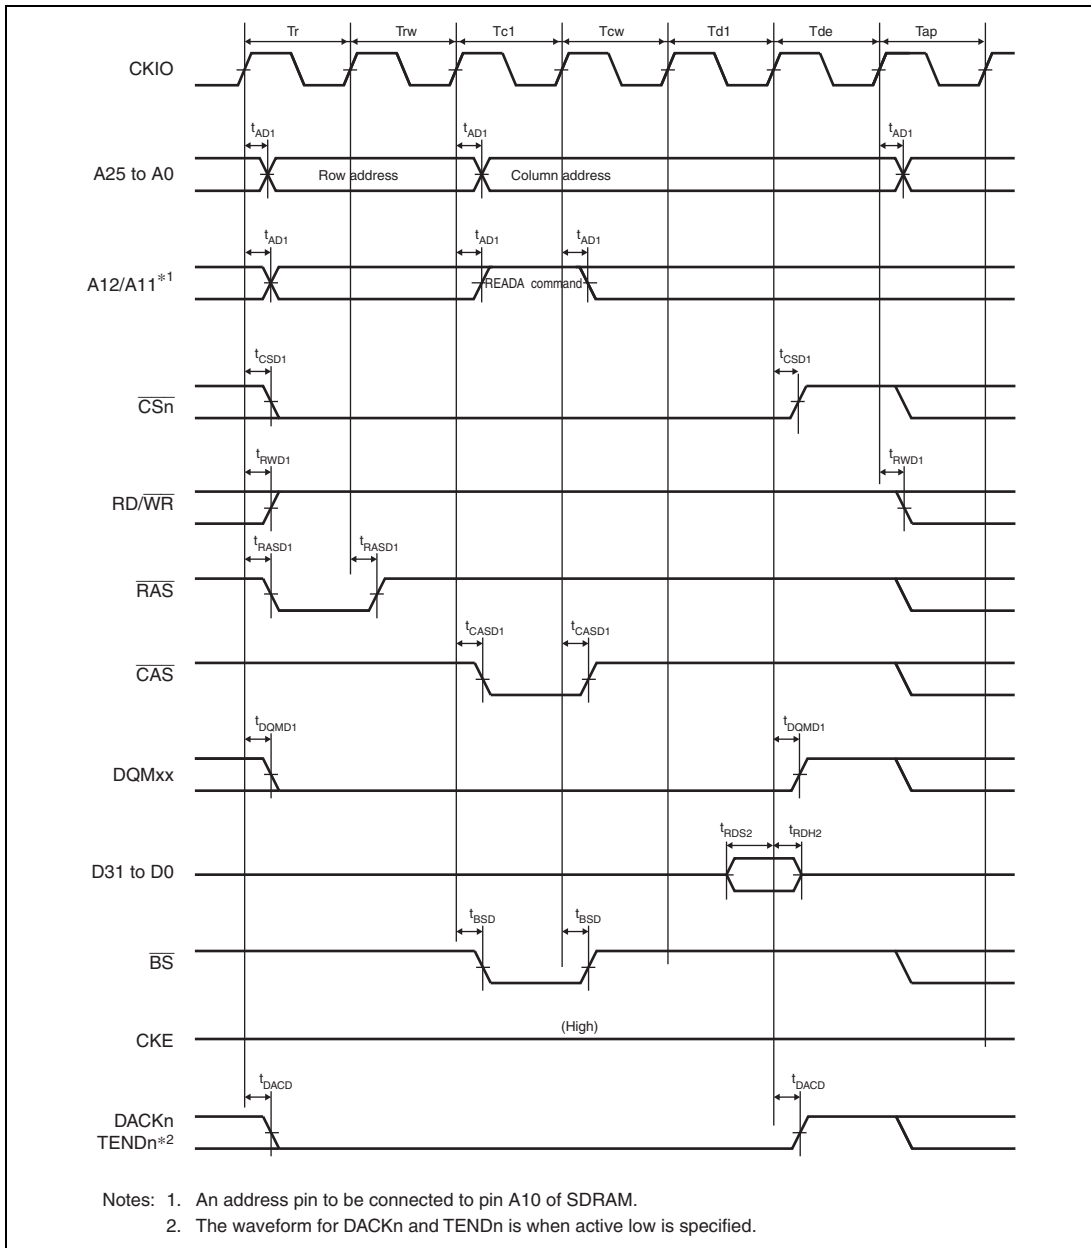 Tr Trw Tc1 Tcw Td1 Tde Tap
CKIO
tAD1 tAD1 tAD1
A25 to A0 Row address Column address
tAD1 tAD1 tAD1
A12/A11*1 READA command
tCSD1 tCSD1
CSn
tRWD1 tRWD1
RD/WR
tRASD1 tRASD1
RAS
tCASD1 tCASD1
CAS
tDQMD1 tDQMD1
DQMxx
tRDS2 tRDH2
D31 to D0
tBSD tBSD
BS
(High)
CKE
tDACD tDACD
DACKn
TENDn*2
Notes: 1. An address pin to be connected to pin A10 of SDRAM.
2. The waveform for DACKn and TENDn is when active low is specified.